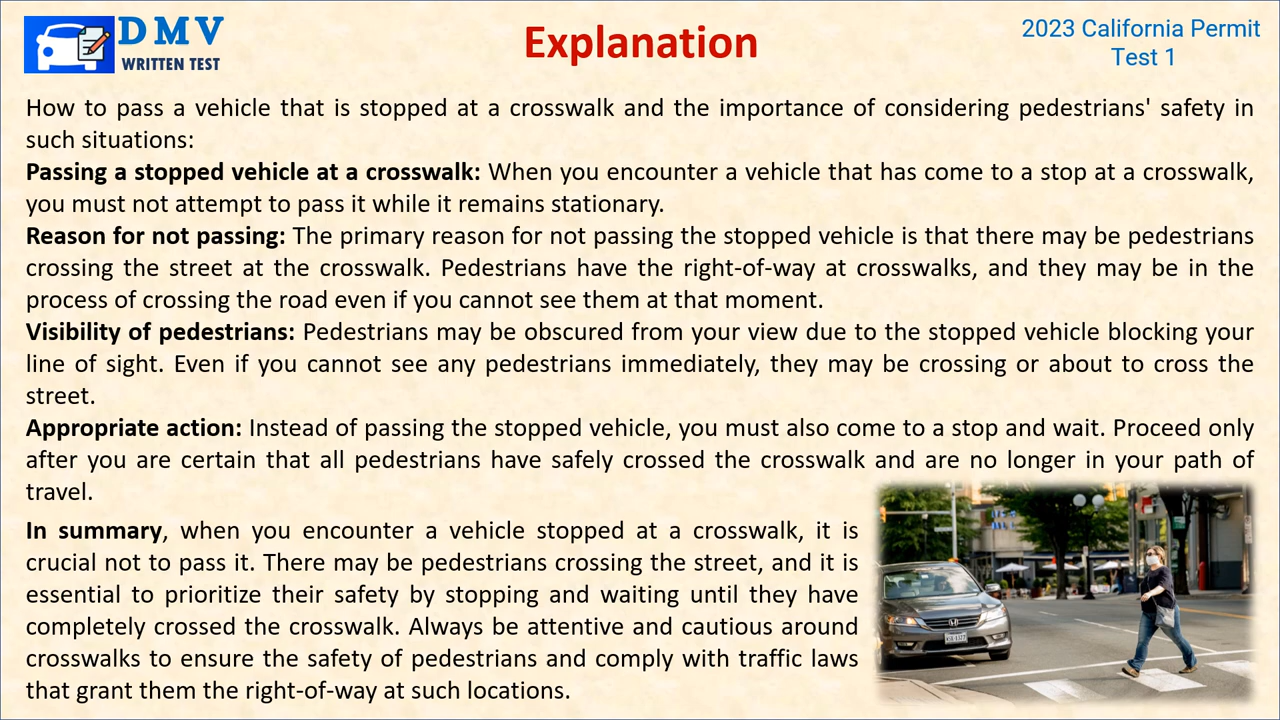 DMV
WRITTEN TEST
Explanation
2023 California Permit
Test 1
How to pass a vehicle that is stopped at a crosswalk and the importance of considering pedestrians' safety in
such situations:
Passing a stopped vehicle at a crosswalk: When you encounter a vehicle that has come to a stop at a crosswalk,
you must not attempt to pass it while it remains stationary.
Reason for not passing: The primary reason for not passing the stopped vehicle is that there may be pedestrians
crossing the street at the crosswalk. Pedestrians have the right-of-way at crosswalks, and they may be in the
process of crossing the road even if you cannot see them at that moment.
Visibility of pedestrians: Pedestrians may be obscured from your view due to the stopped vehicle blocking your
line of sight. Even if you cannot see any pedestrians immediately, they may be crossing or about to cross the
street.
Appropriate action: Instead of passing the stopped vehicle, you must also come to a stop and wait. Proceed only
after you are certain that all pedestrians have safely crossed the crosswalk and are no longer in your path of
travel.
In summary, when you encounter a vehicle stopped at a crosswalk, it is
crucial not to pass it. There may be pedestrians crossing the street, and it is
essential to prioritize their safety by stopping and waiting until they have
completely crossed the crosswalk. Always be attentive and cautious around
crosswalks to ensure the safety of pedestrians and comply with traffic laws
that grant them the right-of-way at such locations.